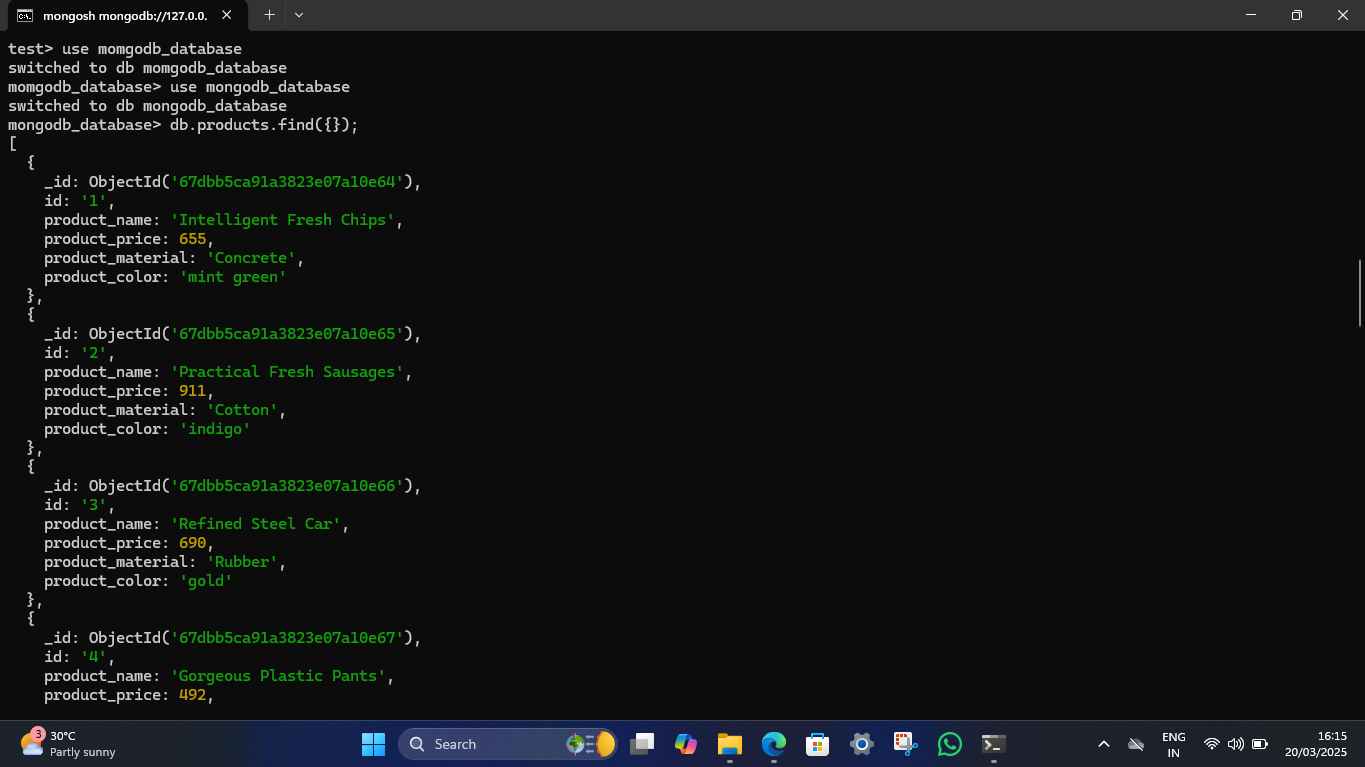 mongosh mongodb://127.0.0.
test> use momgodb_database
switched to db momgodb_database
momgodb_database> use mongodb_database
switched to db mongodb_database
mongodb_database> db.products.find({});
[
{
_id: ObjectId('67dbb5ca91a3823e07a10e64'),
id: '1',
product_name: 'Intelligent Fresh Chips',
product_price: 655,
product_material: 'Concrete',
product_color: 'mint green'
},
{
_id: ObjectId('67dbb5ca91a3823e07a10e65'),
id: '2',
product_name: 'Practical Fresh Sausages',
product_price: 911,
product_material: 'Cotton',
product_color: 'indigo'
},
{
_id: ObjectId('67dbb5ca91a3823e07a10e66'),
id: '3',
product_name: 'Refined Steel Car',
product_price: 690,
product_material: 'Rubber',
product_color: 'gold'
},
{
_id: ObjectId('67dbb5ca91a3823e07a10e67'),
id: '4',
product_name: 'Gorgeous Plastic Pants',
product_price: 492,
3
30°C
Partly sunny
Search
ENG
IN
16:15
20/03/2025